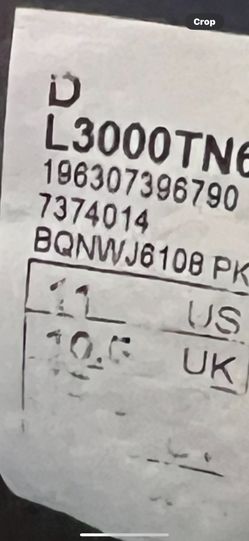 Crop
D
L3000TN6
196307396790
7374014
BQNWJ6108 PK
11 US
UK